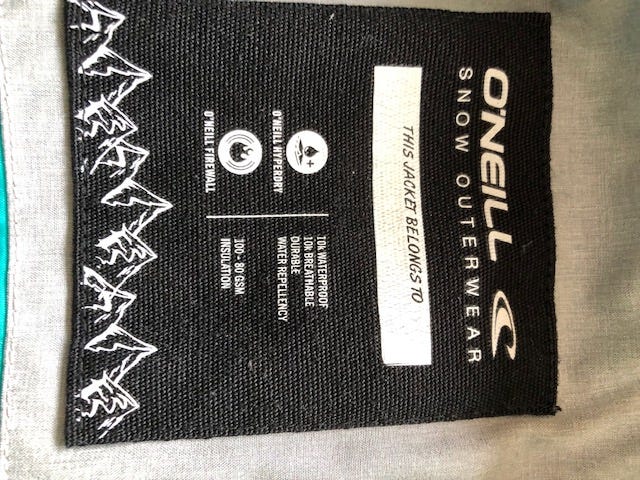 O'NEILL
SNOW OUTERWEAR
THIS JACKET BELONGS TO
O'NEILL HYPERDRY
10K WATERPROOF
10K BREATHABLE
DURABLE
WATER REPELLENCY
O'NEILL FIREWALL
100 - 80 GSM
INSULATION